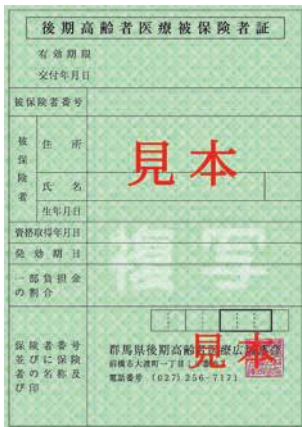 後期高齢者医療被保険者証
有効期限
交付年月日
被保険者番号
被保険者
住所
氏名
生年月日
資格取得年月日
発効期日
一部負担金の割合
見本
複写
保険者番号並びに保険者の名称及び印
群馬県後期高齢者医療広域連合
前橋市大渡町一丁目
電話番号 (027) 256-7171
見本